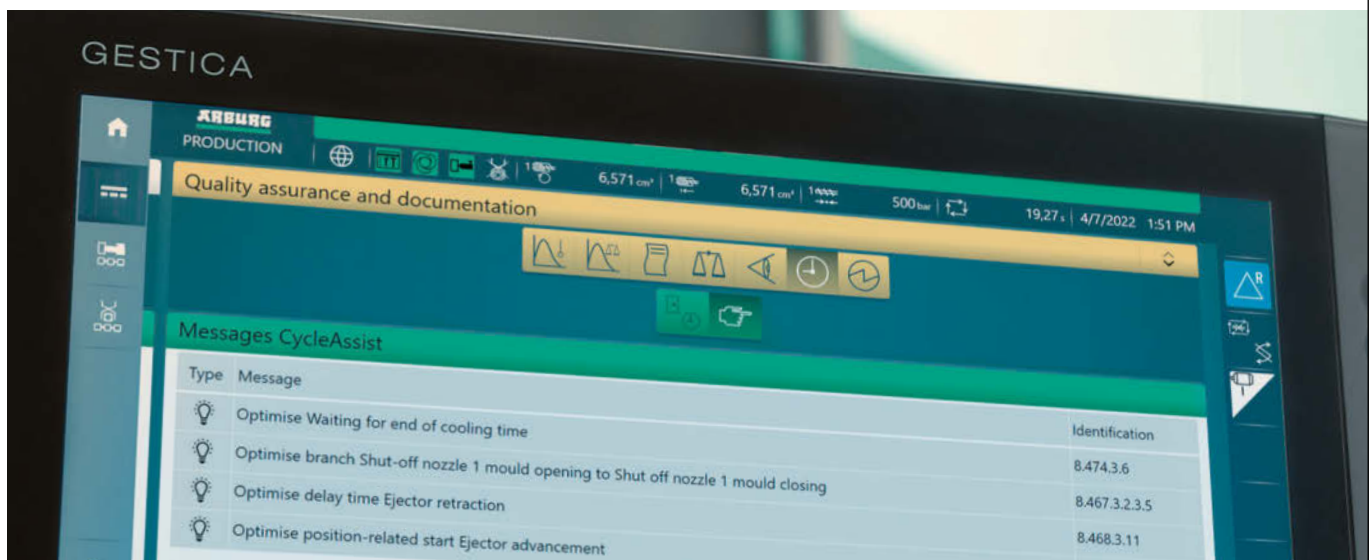 GESTICA
ARBURG
PRODUCTION 1 6,571 cm³ 1 6,571 cm³ 1 500 bar 19,27 s 4/7/2022 1:51 PM
Quality assurance and documentation
R
Messages CycleAssist
Type Message Identification
Optimise Waiting for end of cooling time 8.474.3.6
Optimise branch Shut-off nozzle 1 mould opening to Shut off nozzle 1 mould closing 8.467.3.2.3.5
Optimise delay time Ejector retraction 8.468.3.11
Optimise position-related start Ejector advancement